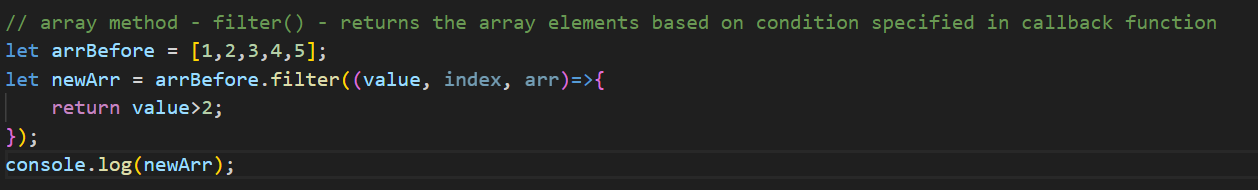 // array method - filter() - returns the array elements based on condition specified in callback function
let arrBefore = [1,2,3,4,5];
let newArr = arrBefore.filter((value, index, arr)=>{
    return value>2;
});
console.log(newArr);